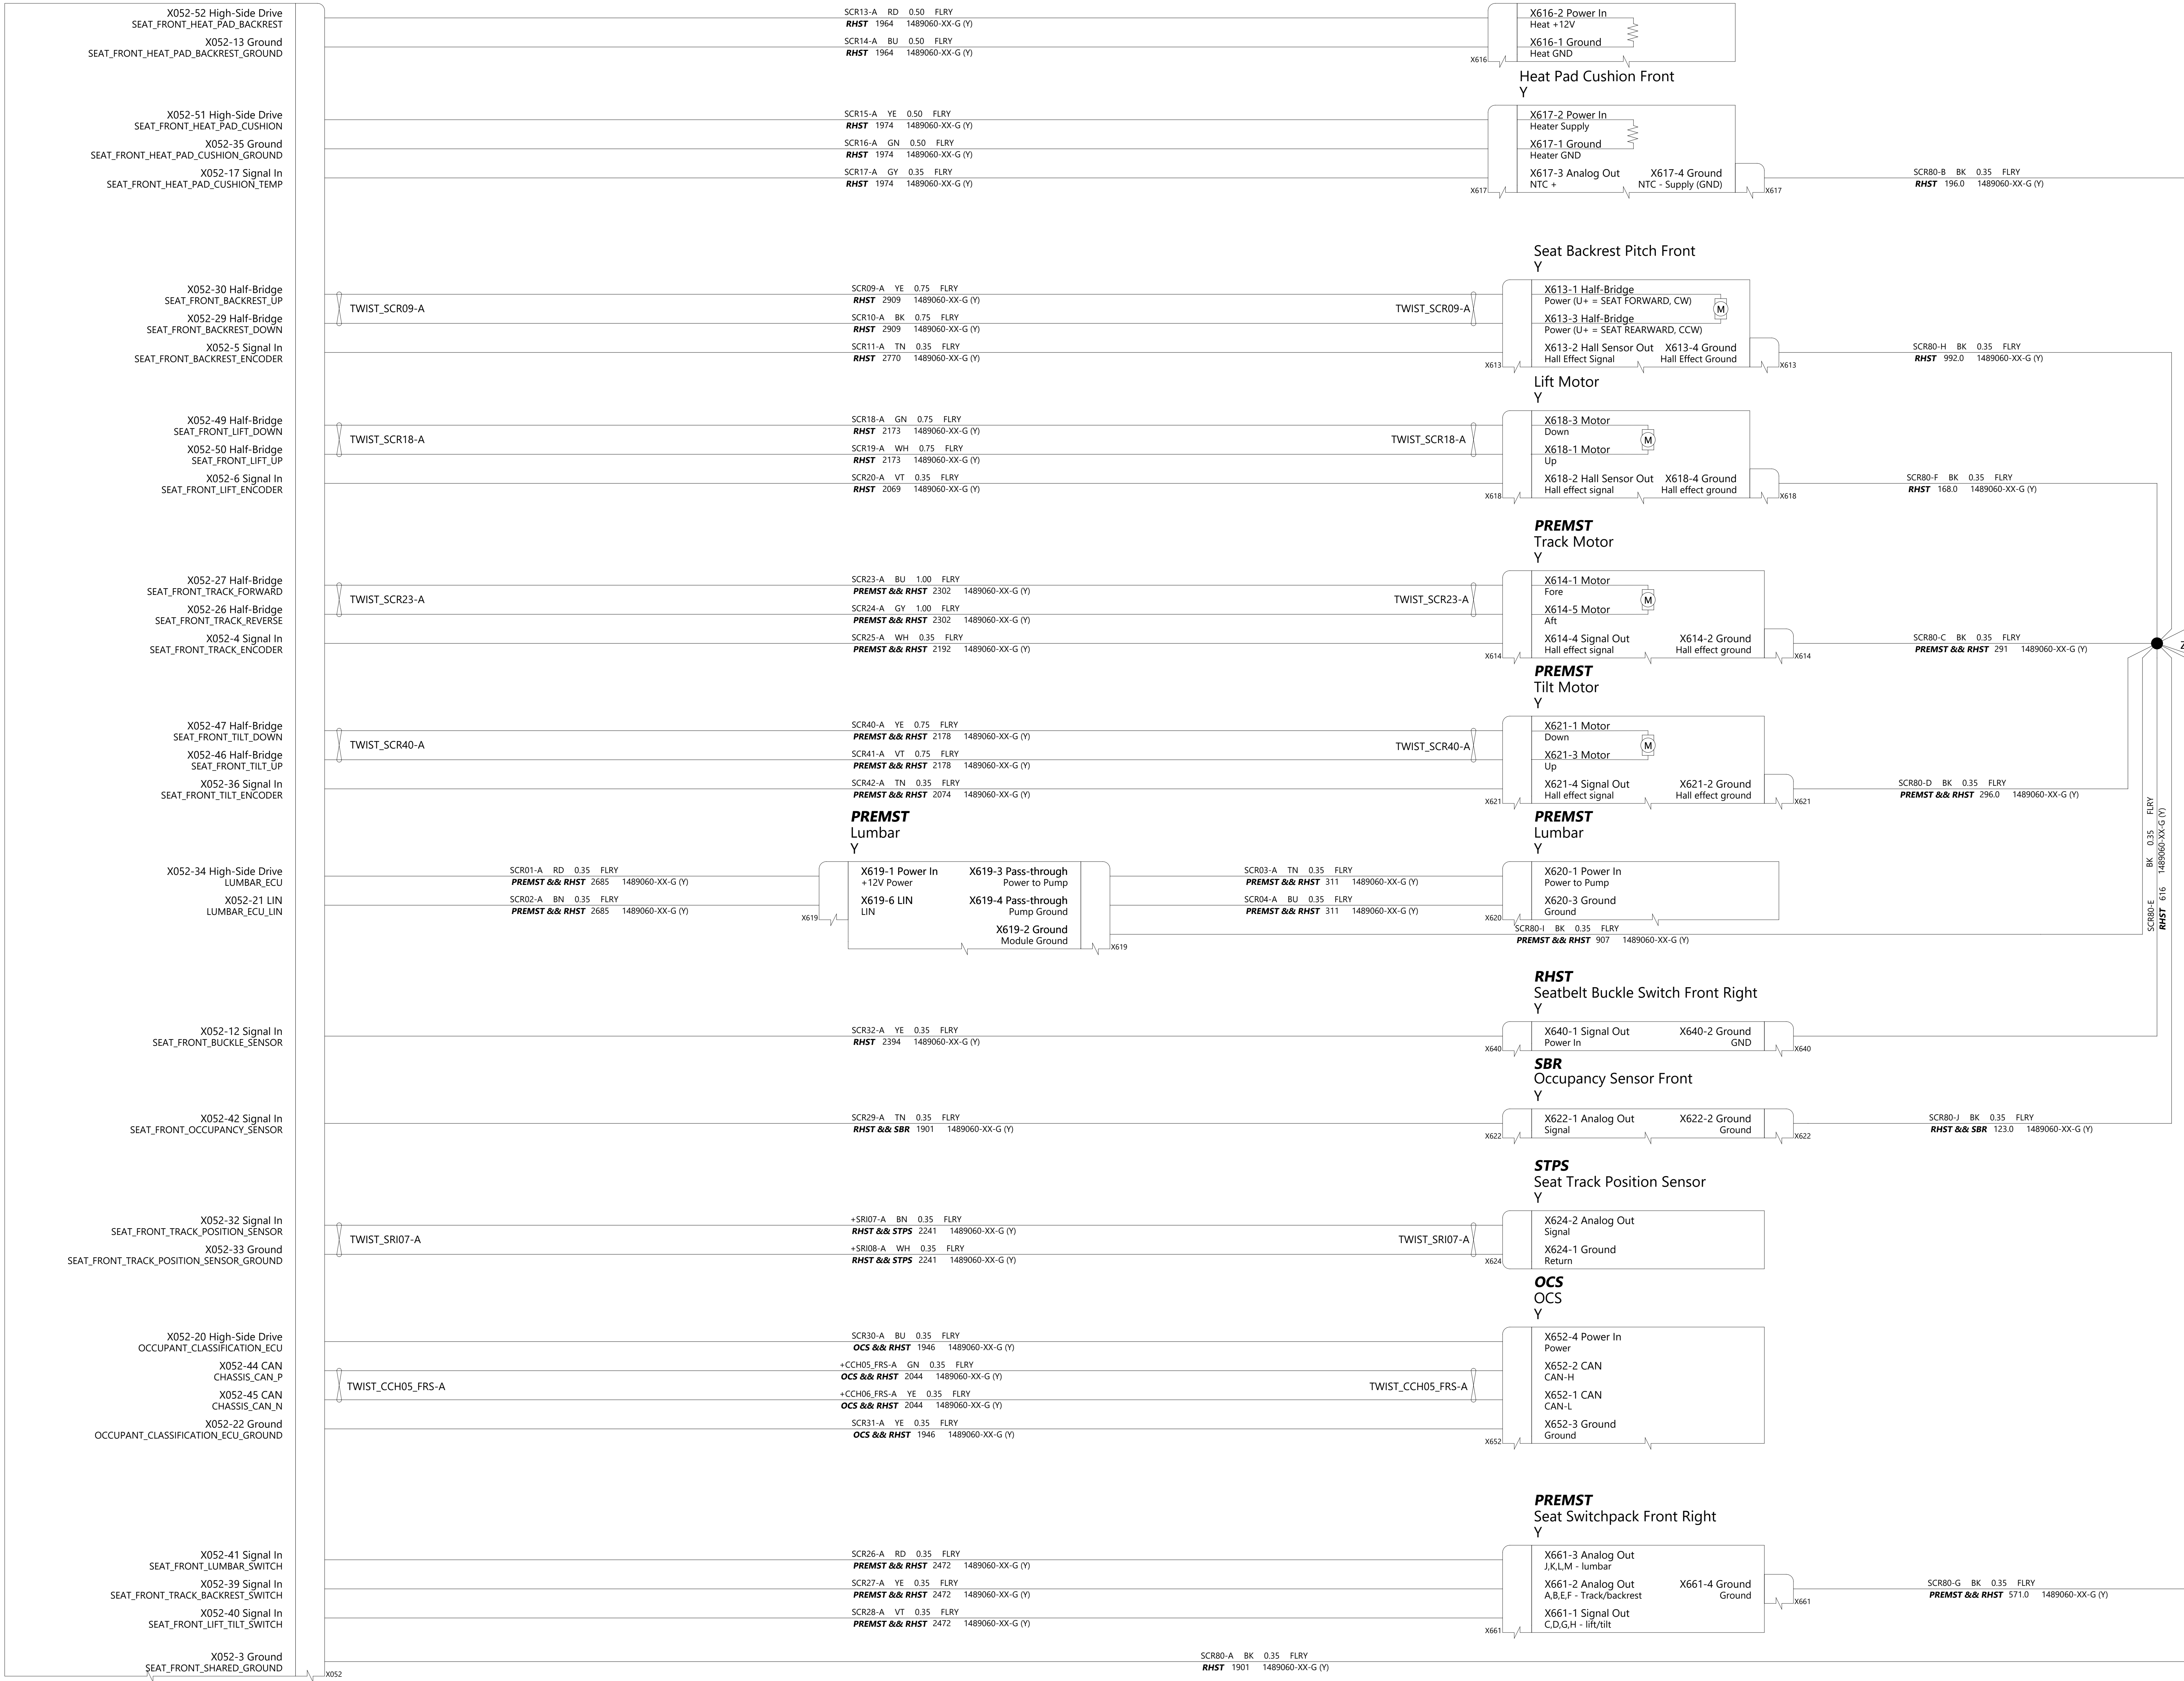 X052-52 High-Side Drive
SEAT_FRONT_HEAT_PAD_BACKREST
SCR13-A RD 0.50 FLRY
RHST 1964 1489060-XX-G (Y)
X616-2 Power In
Heat +12V
X052-13 Ground
SEAT_FRONT_HEAT_PAD_BACKREST_GROUND
SCR14-A BU 0.50 FLRY
RHST 1964 1489060-XX-G (Y)
X616-1 Ground
Heat GND
X616
Heat Pad Cushion Front
Y
X052-51 High-Side Drive
SEAT_FRONT_HEAT_PAD_CUSHION
SCR15-A YE 0.50 FLRY
RHST 1974 1489060-XX-G (Y)
X617-2 Power In
Heater Supply
X052-35 Ground
SEAT_FRONT_HEAT_PAD_CUSHION_GROUND
SCR16-A GN 0.50 FLRY
RHST 1974 1489060-XX-G (Y)
X617-1 Ground
Heater GND
X052-17 Signal In
SEAT_FRONT_HEAT_PAD_CUSHION_TEMP
SCR17-A GY 0.35 FLRY
RHST 1974 1489060-XX-G (Y)
X617-3 Analog Out
NTC +
X617-4 Ground
NTC - Supply (GND)
X617
X617
SCR80-B BK 0.35 FLRY
RHST 196.0 1489060-XX-G (Y)
Seat Backrest Pitch Front
Y
X052-30 Half-Bridge
SEAT_FRONT_BACKREST_UP
SCR09-A YE 0.75 FLRY
RHST 2909 1489060-XX-G (Y)
X613-1 Half-Bridge
Power (U+ = SEAT FORWARD, CW)
TWIST_SCR09-A
TWIST_SCR09-A
M
X052-29 Half-Bridge
SEAT_FRONT_BACKREST_DOWN
SCR10-A BK 0.75 FLRY
RHST 2909 1489060-XX-G (Y)
X613-3 Half-Bridge
Power (U+ = SEAT REARWARD, CCW)
X052-5 Signal In
SEAT_FRONT_BACKREST_ENCODER
SCR11-A TN 0.35 FLRY
RHST 2770 1489060-XX-G (Y)
X613-2 Hall Sensor Out
Hall Effect Signal
X613-4 Ground
Hall Effect Ground
X613
X613
SCR80-H BK 0.35 FLRY
RHST 992.0 1489060-XX-G (Y)
Lift Motor
Y
X052-49 Half-Bridge
SEAT_FRONT_LIFT_DOWN
SCR18-A GN 0.75 FLRY
RHST 2173 1489060-XX-G (Y)
X618-3 Motor
Down
TWIST_SCR18-A
TWIST_SCR18-A
M
X052-50 Half-Bridge
SEAT_FRONT_LIFT_UP
SCR19-A WH 0.75 FLRY
RHST 2173 1489060-XX-G (Y)
X618-1 Motor
Up
X052-6 Signal In
SEAT_FRONT_LIFT_ENCODER
SCR20-A VT 0.35 FLRY
RHST 2069 1489060-XX-G (Y)
X618-2 Hall Sensor Out
Hall effect signal
X618-4 Ground
Hall effect ground
X618
X618
SCR80-F BK 0.35 FLRY
RHST 168.0 1489060-XX-G (Y)
PREMST
Track Motor
Y
X052-27 Half-Bridge
SEAT_FRONT_TRACK_FORWARD
SCR23-A BU 1.00 FLRY
PREMST && RHST 2302 1489060-XX-G (Y)
X614-1 Motor
Fore
TWIST_SCR23-A
TWIST_SCR23-A
M
X052-26 Half-Bridge
SEAT_FRONT_TRACK_REVERSE
SCR24-A GY 1.00 FLRY
PREMST && RHST 2302 1489060-XX-G (Y)
X614-5 Motor
Aft
X052-4 Signal In
SEAT_FRONT_TRACK_ENCODER
SCR25-A WH 0.35 FLRY
PREMST && RHST 2192 1489060-XX-G (Y)
X614-4 Signal Out
Hall effect signal
X614-2 Ground
Hall effect ground
X614
X614
SCR80-C BK 0.35 FLRY
PREMST && RHST 291 1489060-XX-G (Y)
PREMST
Tilt Motor
Y
X052-47 Half-Bridge
SEAT_FRONT_TILT_DOWN
SCR40-A YE 0.75 FLRY
PREMST && RHST 2178 1489060-XX-G (Y)
X621-1 Motor
Down
TWIST_SCR40-A
TWIST_SCR40-A
M
X052-46 Half-Bridge
SEAT_FRONT_TILT_UP
SCR41-A VT 0.75 FLRY
PREMST && RHST 2178 1489060-XX-G (Y)
X621-3 Motor
Up
X052-36 Signal In
SEAT_FRONT_TILT_ENCODER
SCR42-A TN 0.35 FLRY
PREMST && RHST 2074 1489060-XX-G (Y)
X621-4 Signal Out
Hall effect signal
X621-2 Ground
Hall effect ground
X621
X621
SCR80-D BK 0.35 FLRY
PREMST && RHST 296.0 1489060-XX-G (Y)
SCR80-E BK 0.35 FLRY
RHST 616 1489060-XX-G (Y)
PREMST
Lumbar
Y
PREMST
Lumbar
Y
X052-34 High-Side Drive
LUMBAR_ECU
SCR01-A RD 0.35 FLRY
PREMST && RHST 2685 1489060-XX-G (Y)
X619-1 Power In
+12V Power
X619-3 Pass-through
Power to Pump
SCR03-A TN 0.35 FLRY
PREMST && RHST 311 1489060-XX-G (Y)
X620-1 Power In
Power to Pump
X052-21 LIN
LUMBAR_ECU_LIN
SCR02-A BN 0.35 FLRY
PREMST && RHST 2685 1489060-XX-G (Y)
X619-6 LIN
LIN
X619-4 Pass-through
Pump Ground
SCR04-A BU 0.35 FLRY
PREMST && RHST 311 1489060-XX-G (Y)
X620-3 Ground
Ground
X619
X620
X619-2 Ground
Module Ground
X619
SCR80-I BK 0.35 FLRY
PREMST && RHST 907 1489060-XX-G (Y)
RHST
Seatbelt Buckle Switch Front Right
Y
X052-12 Signal In
SEAT_FRONT_BUCKLE_SENSOR
SCR32-A YE 0.35 FLRY
RHST 2394 1489060-XX-G (Y)
X640-1 Signal Out
Power In
X640-2 Ground
GND
X640
X640
SBR
Occupancy Sensor Front
Y
X052-42 Signal In
SEAT_FRONT_OCCUPANCY_SENSOR
SCR29-A TN 0.35 FLRY
RHST && SBR 1901 1489060-XX-G (Y)
X622-1 Analog Out
Signal
X622-2 Ground
Ground
X622
X622
SCR80-J BK 0.35 FLRY
RHST && SBR 123.0 1489060-XX-G (Y)
STPS
Seat Track Position Sensor
Y
X052-32 Signal In
SEAT_FRONT_TRACK_POSITION_SENSOR
+SRI07-A BN 0.35 FLRY
RHST && STPS 2241 1489060-XX-G (Y)
X624-2 Analog Out
Signal
TWIST_SRI07-A
TWIST_SRI07-A
X052-33 Ground
SEAT_FRONT_TRACK_POSITION_SENSOR_GROUND
+SRI08-A WH 0.35 FLRY
RHST && STPS 2241 1489060-XX-G (Y)
X624-1 Ground
Return
X624
OCS
OCS
Y
X052-20 High-Side Drive
OCCUPANT_CLASSIFICATION_ECU
SCR30-A BU 0.35 FLRY
OCS && RHST 1946 1489060-XX-G (Y)
X652-4 Power In
Power
X052-44 CAN
CHASSIS_CAN_P
+CCH05_FRS-A GN 0.35 FLRY
OCS && RHST 2044 1489060-XX-G (Y)
X652-2 CAN
CAN-H
TWIST_CCH05_FRS-A
TWIST_CCH05_FRS-A
X052-45 CAN
CHASSIS_CAN_N
+CCH06_FRS-A YE 0.35 FLRY
OCS && RHST 2044 1489060-XX-G (Y)
X652-1 CAN
CAN-L
X052-22 Ground
OCCUPANT_CLASSIFICATION_ECU_GROUND
SCR31-A YE 0.35 FLRY
OCS && RHST 1946 1489060-XX-G (Y)
X652-3 Ground
Ground
X652
PREMST
Seat Switchpack Front Right
Y
X052-41 Signal In
SEAT_FRONT_LUMBAR_SWITCH
SCR26-A RD 0.35 FLRY
PREMST && RHST 2472 1489060-XX-G (Y)
X661-3 Analog Out
J,K,L,M - lumbar
X052-39 Signal In
SEAT_FRONT_TRACK_BACKREST_SWITCH
SCR27-A YE 0.35 FLRY
PREMST && RHST 2472 1489060-XX-G (Y)
X661-2 Analog Out
A,B,E,F - Track/backrest
X661-4 Ground
Ground
X661
SCR80-G BK 0.35 FLRY
PREMST && RHST 571.0 1489060-XX-G (Y)
X052-40 Signal In
SEAT_FRONT_LIFT_TILT_SWITCH
SCR28-A VT 0.35 FLRY
PREMST && RHST 2472 1489060-XX-G (Y)
X661-1 Signal Out
C,D,G,H - lift/tilt
X661
X052-3 Ground
SEAT_FRONT_SHARED_GROUND
X052
SCR80-A BK 0.35 FLRY
RHST 1901 1489060-XX-G (Y)